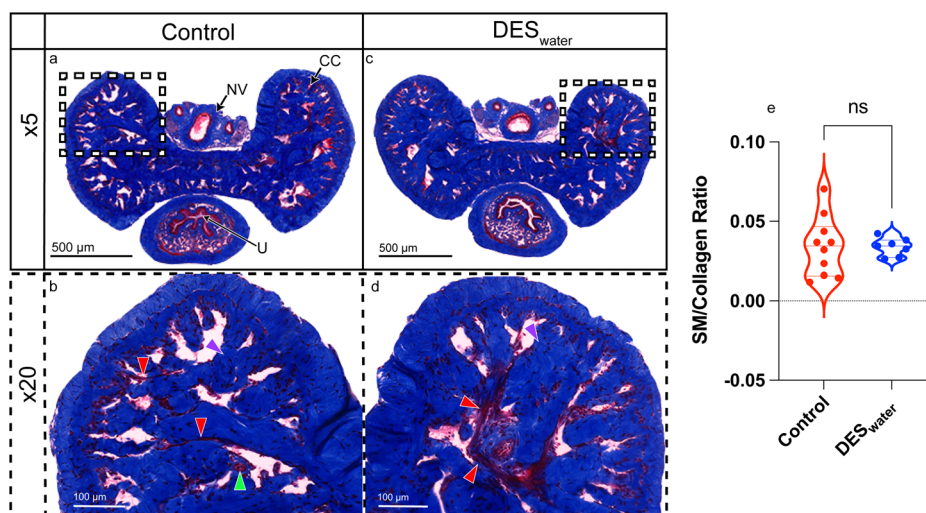 Control
DES water
x5
a
NV
CC
U
500 µm
c
500 µm
x20
b
100 µm
d
100 µm
e
ns
SM/Collagen Ratio
0.10
0.05
0.00
-0.05
Control
DES water